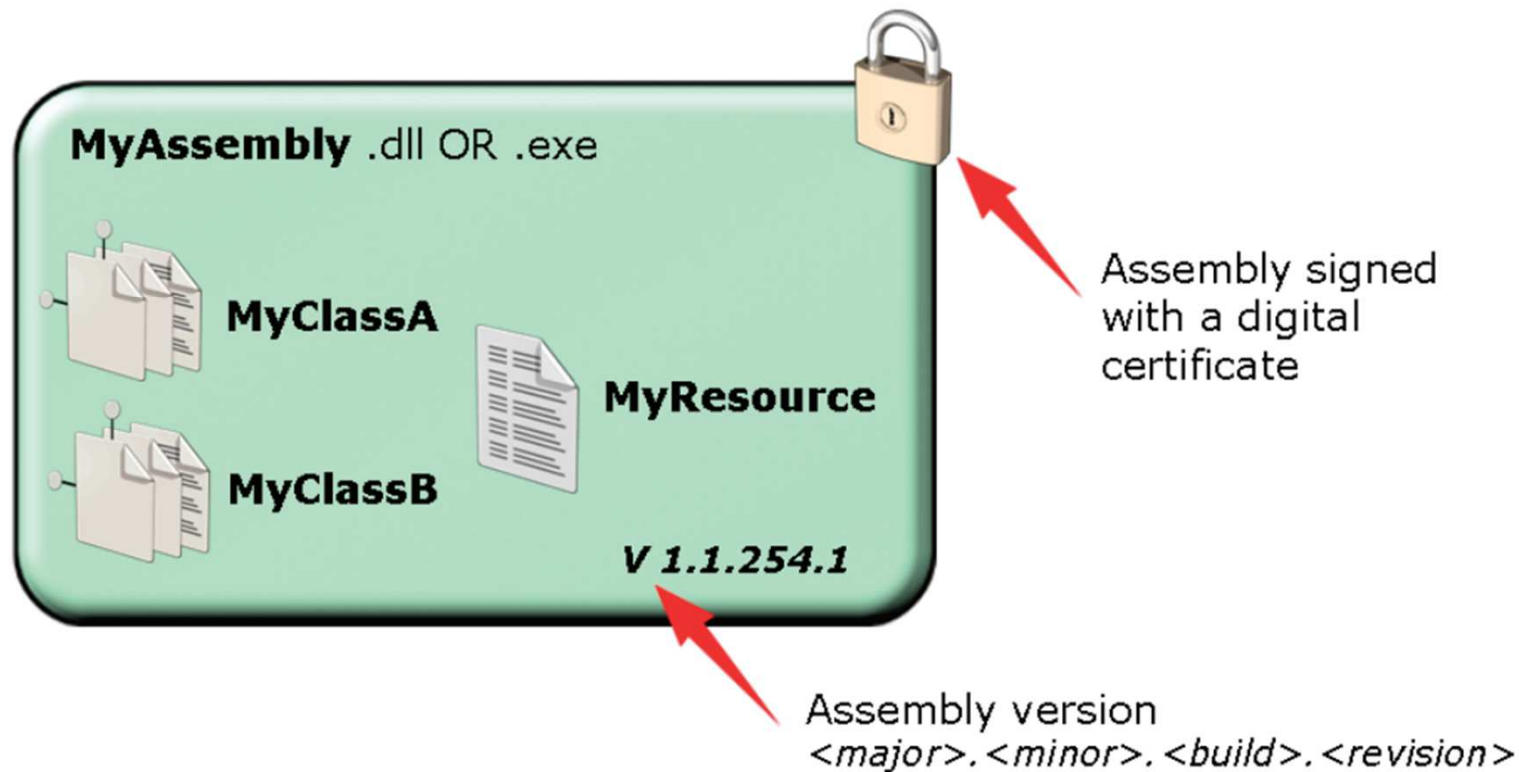 MyAssembly .dll OR .exe
MyClassA
MyResource
MyClassB
V 1.1.254.1
Assembly signed
with a digital
certificate
Assembly version
<major>.<minor>.<build>.<revision>